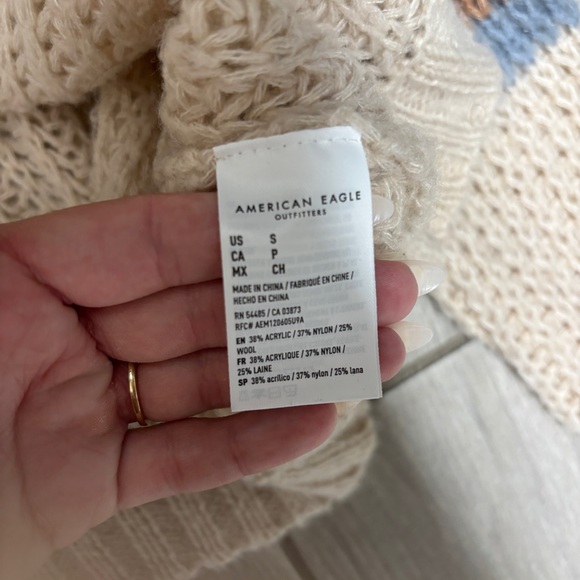 AMERICAN EAGLE
OUTFITTERS
US S
CA P
MX CH
MADE IN CHINA / FABRIQUÉ EN CHINE /
HECHO EN CHINA
RN 54485 / CA 03873
RFC# AEM120605U9A
EN 38% ACRYLIC / 37% NYLON / 25%
WOOL
FR 38% ACRYLIQUE / 37% NYLON /
25% LAINE
SP 38% acrílico / 37% nylon / 25% lana